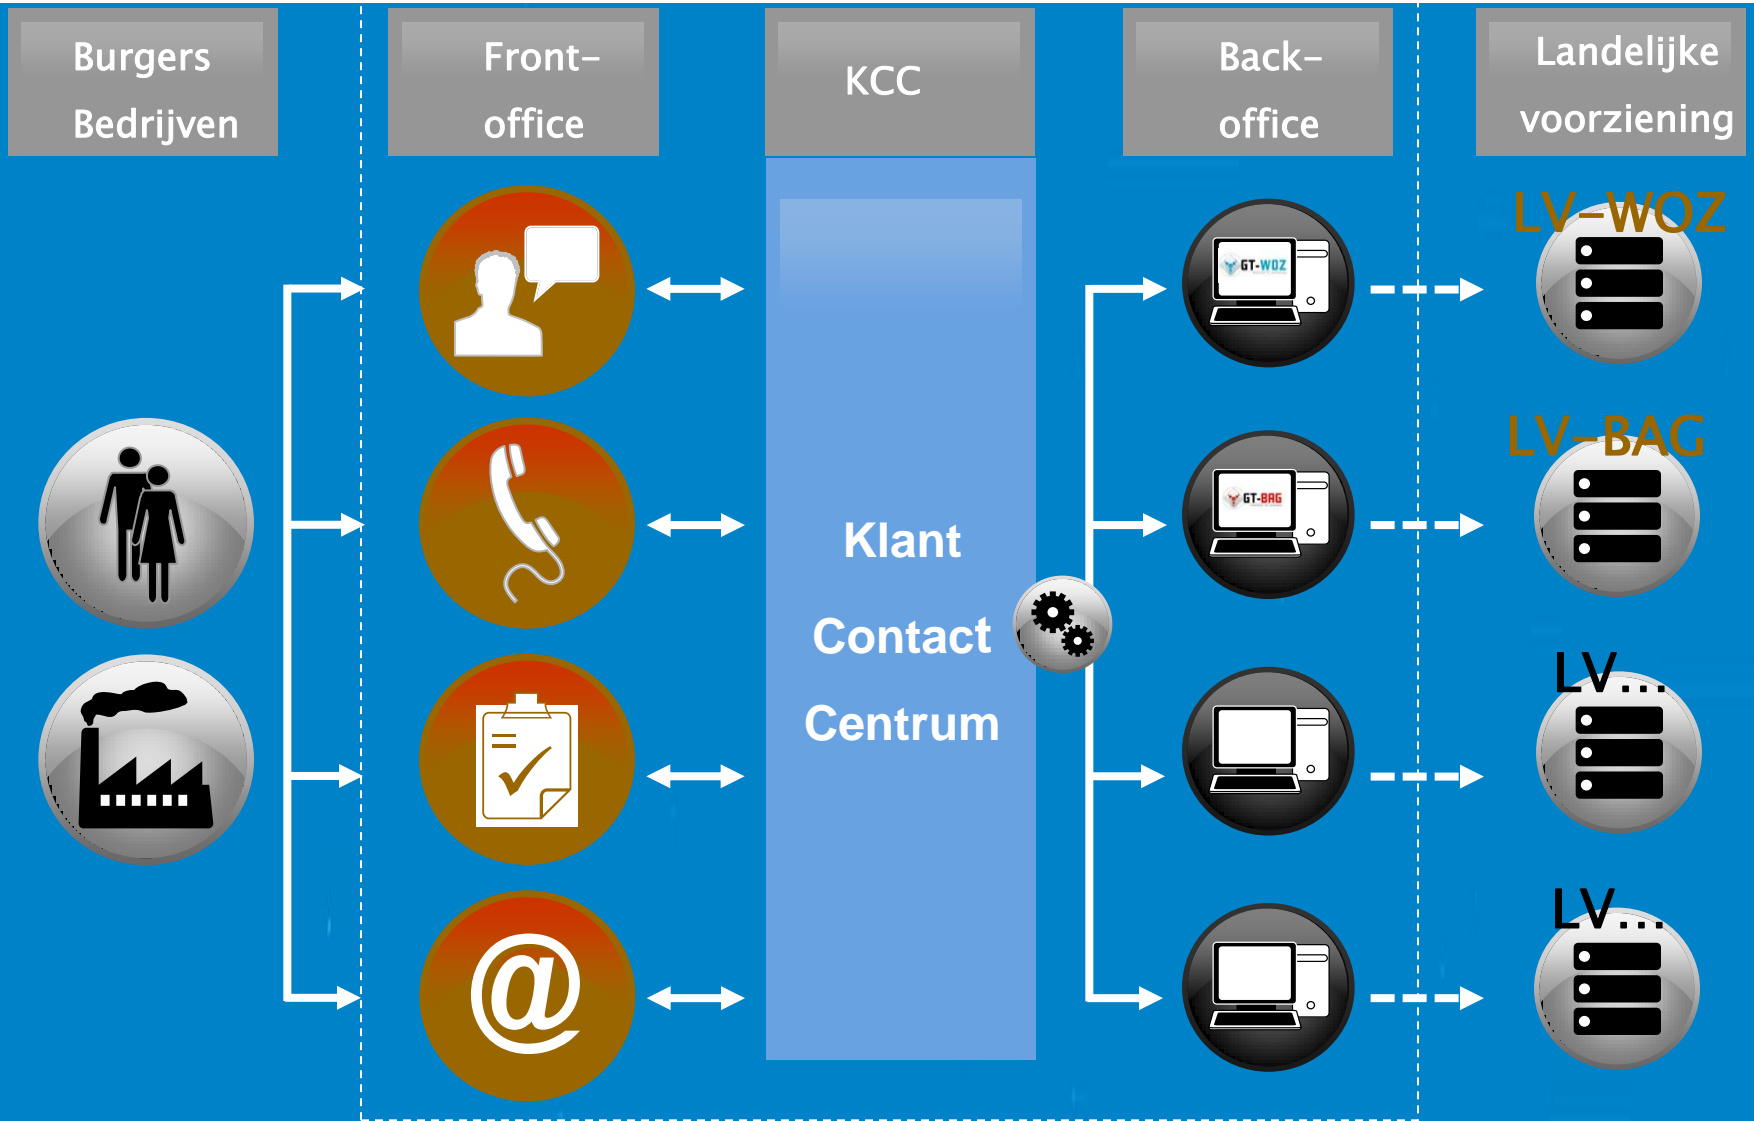 Burgers
Bedrijven
Front-
office
KCC
Back-
office
Landelijke
voorziening
LV-WOZ
GT-WOZ
LV-BAG
GT-BAG
Klant
Contact
Centrum
LV...
@
LV...